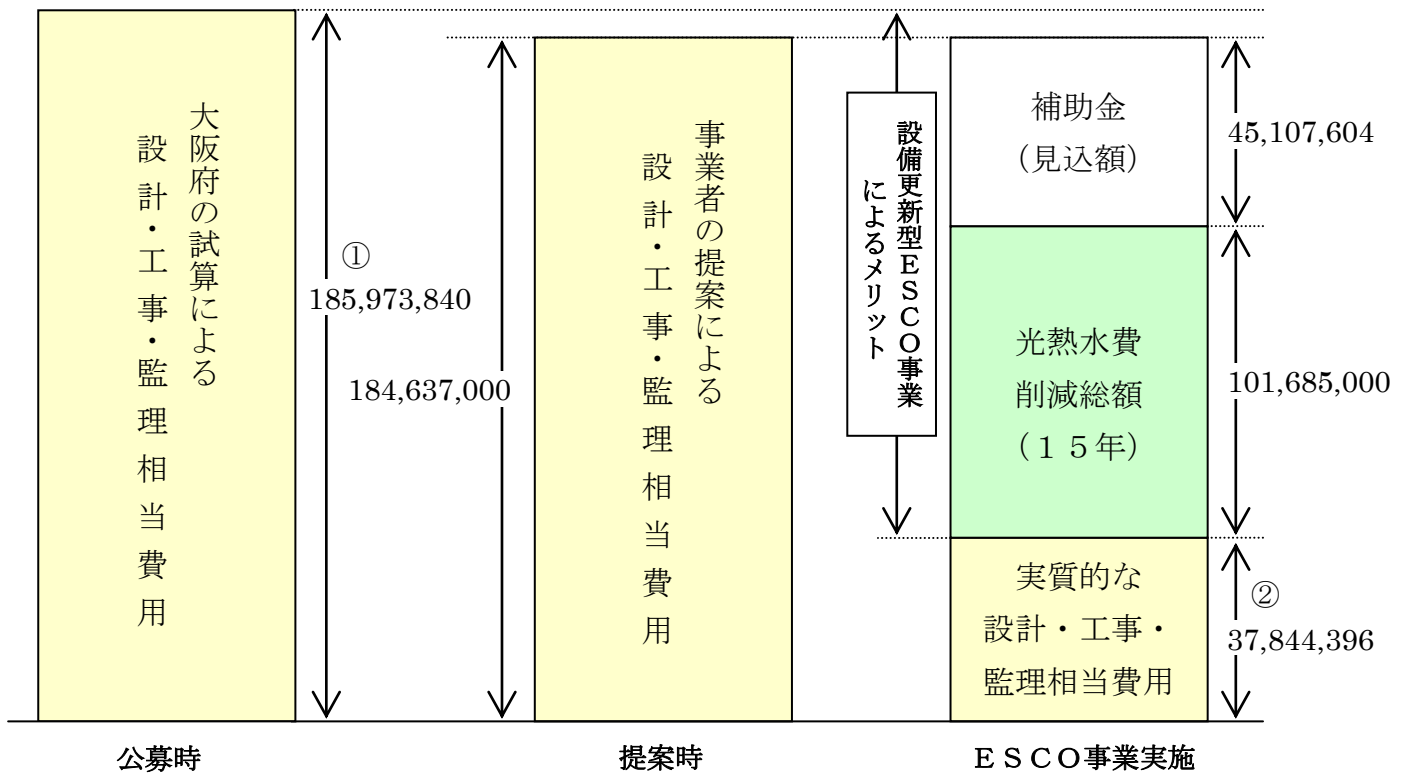 大阪府の試算による
設計・工事・監理相当費用
①
185,973,840
184,637,000
事業者の提案による
設計・工事・監理相当費用
設備更新型ＥＳＣＯ事業
によるメリット
補助金
（見込額）
45,107,604
光熱水費
削減総額
（１５年）
101,685,000
実質的な
設計・工事・
監理相当費用
②
37,844,396
公募時
提案時
ＥＳＣＯ事業実施